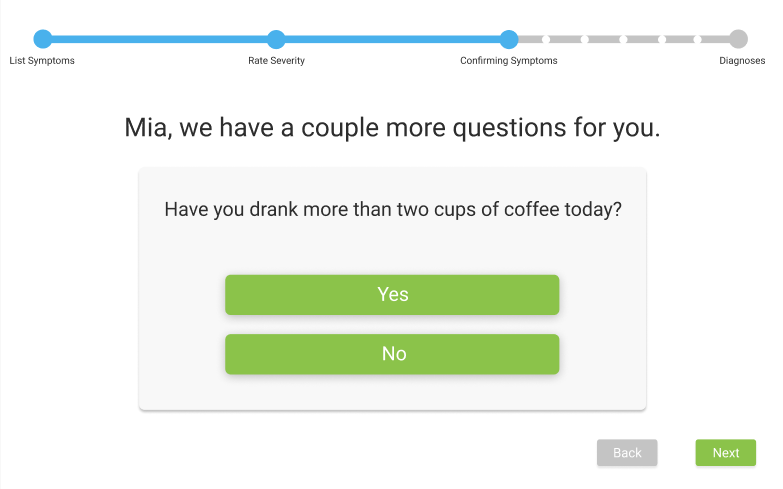 List Symptoms
Rate Severity
Confirming Symptoms
Diagnoses
Mia, we have a couple more questions for you.
Have you drank more than two cups of coffee today?
Yes
No
Back
Next